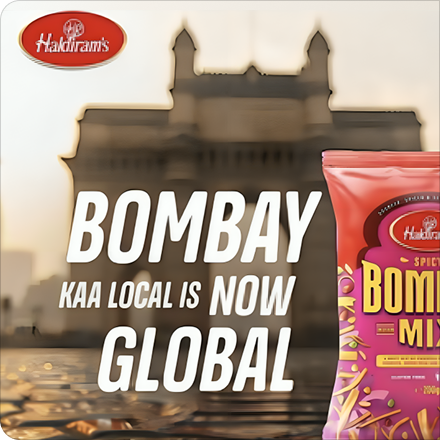 Haldiram's
BOMBAY
KAA LOCAL IS NOW
GLOBAL
Haldiram's
SPICY
BOMB
MIX